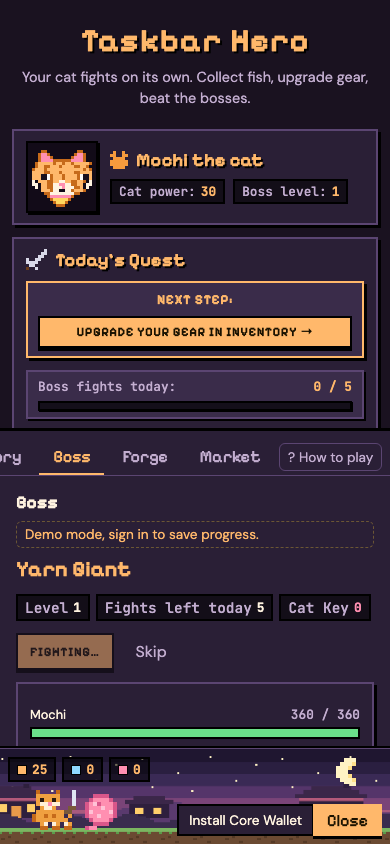 Taskbar Hero
Your cat fights on its own. Collect fish, upgrade gear,
beat the bosses.
Mochi the cat
Cat power: 30 Boss level: 1
Today's Quest
NEXT STEP:
UPGRADE YOUR GEAR IN INVENTORY →
Boss fights today: 0 / 5
ry Boss Forge Market ? How to play
Boss
Demo mode, sign in to save progress.
Yarn Giant
Level 1 Fights left today 5 Cat Key 0
FIGHTING… Skip
Mochi 360 / 360
25 0 0
Install Core Wallet Close